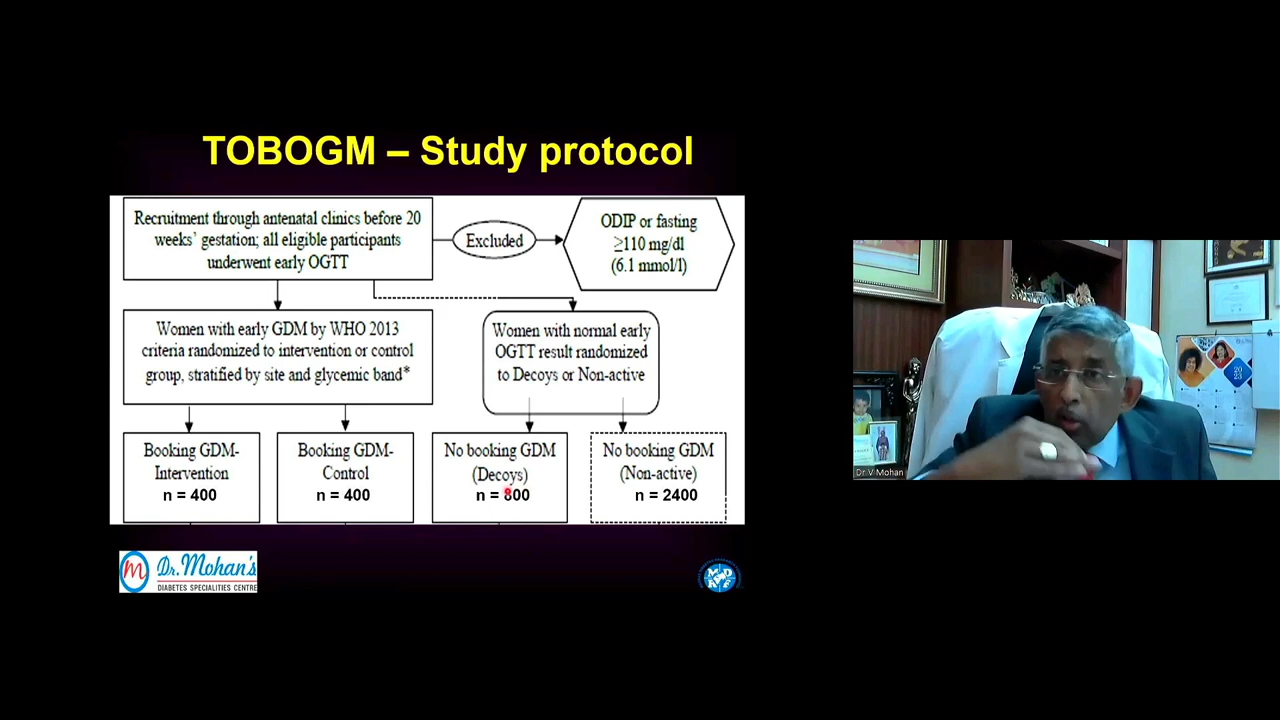 TOBOGM – Study protocol
Recruitment through antenatal clinics before 20
weeks' gestation; all eligible participants
underwent early OGTT
Excluded
ODIP or fasting
≥110 mg/dl
(6.1 mmol/l)
Women with early GDM by WHO 2013
criteria randomized to intervention or control
group, stratified by site and glycemic band*
Women with normal early
OGTT result randomized
to Decoys or Non-active
Booking GDM-
Intervention
n = 400
Booking GDM-
Control
n = 400
No booking GDM
(Decoys)
n = 800
No booking GDM
(Non-active)
n = 2400
m Dr. Mohan's
DIABETES SPECIALITIES CENTRE
Dr V Mohan
20
23